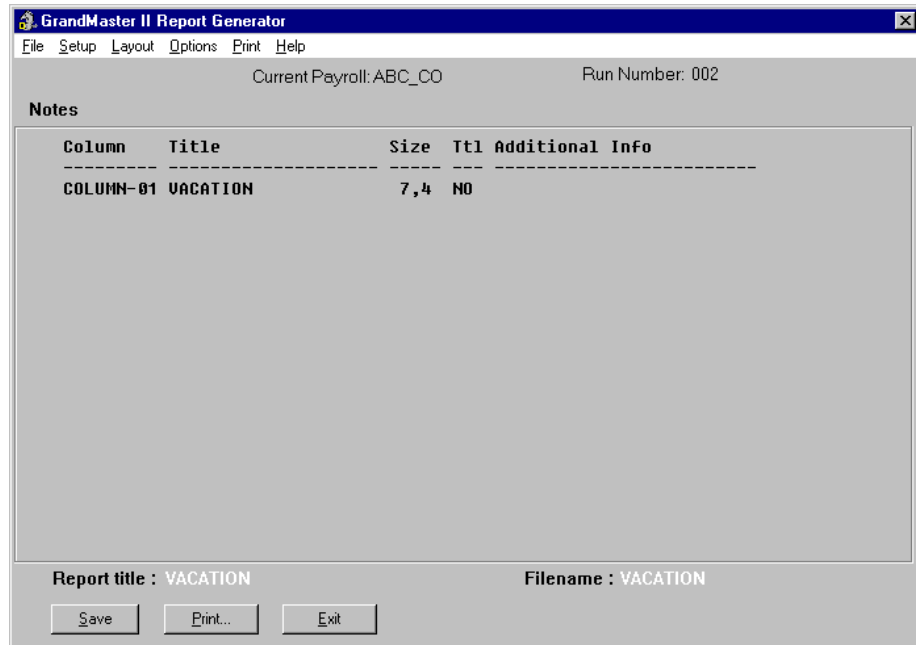 GrandMaster II Report Generator
File Setup Layout Options Print Help
Current Payroll: ABC_CO Run Number: 002
Notes
Column Title Size Ttl Additional Info
--------- -------------------- ----- --- -------------------------
COLUMN-01 VACATION 7,4 NO
Report title : VACATION Filename : VACATION
Save Print... Exit